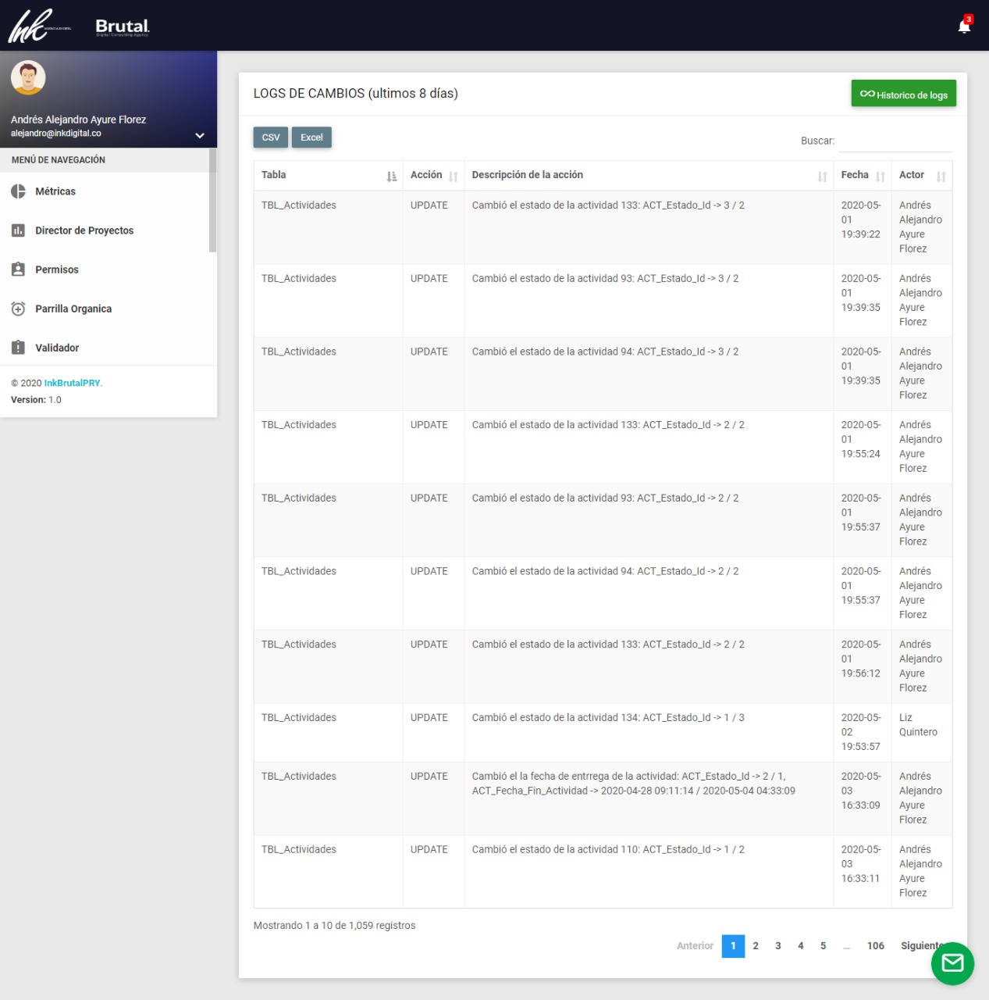 Ink AGENCIA DIGITAL
Brutal.
Digital Consulting Agency
3
Andrés Alejandro Ayure Florez
alejandro@inkdigital.co
MENÚ DE NAVEGACIÓN
Métricas
Director de Proyectos
Permisos
Parrilla Organica
Validador
© 2020 InkBrutalPRY.
Version: 1.0
LOGS DE CAMBIOS (ultimos 8 días)
Historico de logs
CSV Excel
Buscar:
Tabla Acción Descripción de la acción Fecha Actor
TBL_Actividades UPDATE Cambió el estado de la actividad 133: ACT_Estado_Id -> 3 / 2 2020-05- Andrés
01 Alejandro
19:39:22 Ayure
Florez
TBL_Actividades UPDATE Cambió el estado de la actividad 93: ACT_Estado_Id -> 3 / 2 2020-05- Andrés
01 Alejandro
19:39:35 Ayure
Florez
TBL_Actividades UPDATE Cambió el estado de la actividad 94: ACT_Estado_Id -> 3 / 2 2020-05- Andrés
01 Alejandro
19:39:35 Ayure
Florez
TBL_Actividades UPDATE Cambió el estado de la actividad 133: ACT_Estado_Id -> 2 / 2 2020-05- Andrés
01 Alejandro
19:55:24 Ayure
Florez
TBL_Actividades UPDATE Cambió el estado de la actividad 93: ACT_Estado_Id -> 2 / 2 2020-05- Andrés
01 Alejandro
19:55:37 Ayure
Florez
TBL_Actividades UPDATE Cambió el estado de la actividad 94: ACT_Estado_Id -> 2 / 2 2020-05- Andrés
01 Alejandro
19:55:37 Ayure
Florez
TBL_Actividades UPDATE Cambió el estado de la actividad 133: ACT_Estado_Id -> 2 / 2 2020-05- Andrés
01 Alejandro
19:56:12 Ayure
Florez
TBL_Actividades UPDATE Cambió el estado de la actividad 134: ACT_Estado_Id -> 1 / 3 2020-05- Liz
02 Quintero
19:53:57
TBL_Actividades UPDATE Cambió el la fecha de entrrega de la actividad: ACT_Estado_Id -> 2 / 1, 2020-05- Andrés
ACT_Fecha_Fin_Actividad -> 2020-04-28 09:11:14 / 2020-05-04 04:33:09 03 Alejandro
16:33:09 Ayure
Florez
TBL_Actividades UPDATE Cambió el estado de la actividad 110: ACT_Estado_Id -> 1 / 2 2020-05- Andrés
03 Alejandro
16:33:11 Ayure
Florez
Mostrando 1 a 10 de 1,059 registros
Anterior 1 2 3 4 5 … 106 Siguiente